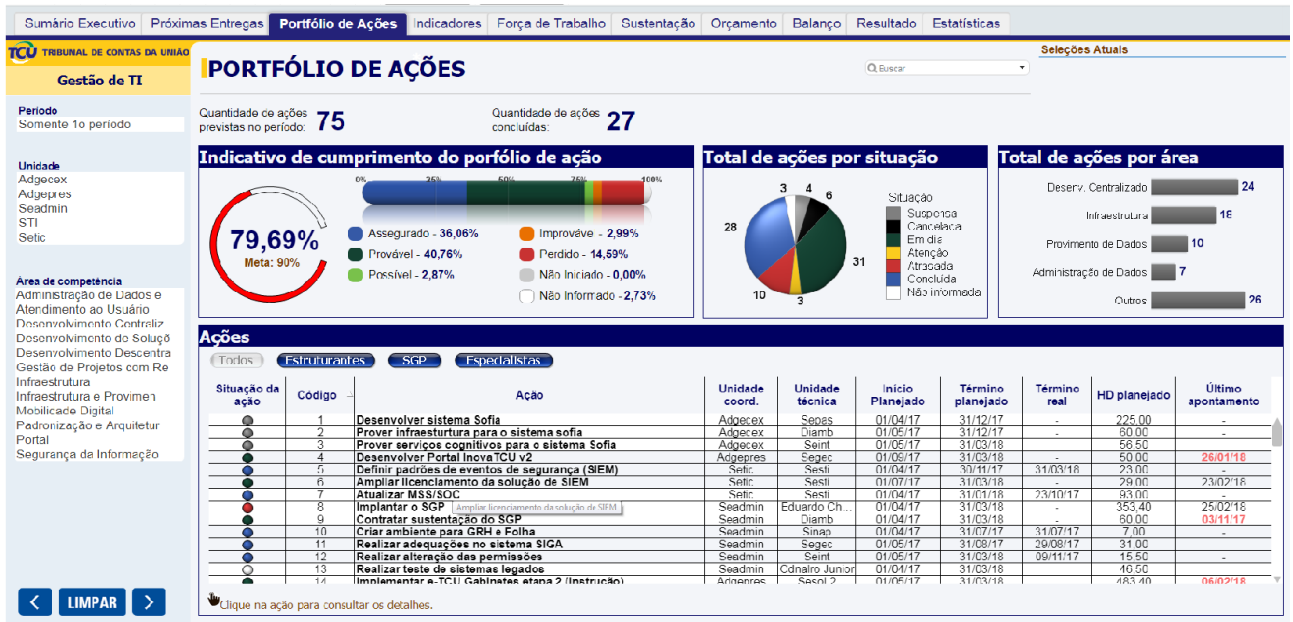 Sumário Executivo Próximas Entregas Portfólio de Ações Indicadores Força de Trabalho Sustentação Orçamento Balanço Resultado Estatísticas
TCU TRIBUNAL DE CONTAS DA UNIÃO
Gestão de TI
Período
Somente 1o período
Unidade
Adgecex
Adgepres
Seadmin
STI
Setic
Área de competência
Administração de Dados e
Atendimento ao Usuário
Desenvolvimento Contraliz
Desenvolvimento do Soluçõ
Desenvolvimento Descentra
Gestão de Projetos com Re
Infraestrutura
Infraestrutura e Provimen
Mobilicade Digital
Padronização e Arquitetur
Portal
Segurança da Informação
< LIMPAR >
PORTFÓLIO DE AÇÕES
Buscar
Seleções Atuais
Quantidade de ações
previstas no período: 75
Quantidade de ações
concluídas: 27
Indicativo de cumprimento do porfólio de ação
0% 25% 50% 75% 100%
79,69%
Meta: 90%
Assegurado - 36,06%
Provável - 40,76%
Possível - 2,87%
Improváve - 2,99%
Perdido - 14,59%
Não Iniciado - 0,00%
Não Informado - 2,73%
Total de ações por situação
3 4 6
28
31
10 3
Situação
Suspensa
Cancelaca
Em dia
Atenção
Atrasada
Concluída
Não informada
Total de ações por área
Deserv. Centralizado 24
Infraestrutura 18
Provimento de Dados 10
Administração de Dados 7
Outros 26
Ações
Todos Estruturantes SGP Especialistas
Situação da ação Código Ação Unidade coord. Unidade técnica Início Planejado Término planejado Término real HD planejado Último apontamento
1 Desenvolver sistema Sofia Adgecex Sepas 01/04/17 31/12/17 - 225,00 -
2 Prover infraesturtura para o sistema sofia Adgecex Diamb 01/05/17 31/12/17 - 60,00 -
3 Prover serviços cognitivos para o sistema Sofia Adgecex Seint 01/05/17 31/03/18 56,50
4 Desenvolver Portal InovaTCU v2 Adgepres Segec 01/09/17 31/03/18 - 50,00 26/01/18
5 Definir padrões de eventos de segurança (SIEM) Setic Sesti 01/04/17 30/11/17 31/03/18 23,00 -
6 Ampliar licenciamento da solução de SIEM Setic Sesti 01/07/17 31/03/18 - 29,00 23/02/18
7 Atualizar MSS/SOC Setic Sesti 01/04/17 31/01/18 23/10/17 93,00 -
Ampliar licenciamento da solução de SIEM
8 Implantar o SGP Seadmin Eduardo Ch... 01/04/17 31/03/18 - 353,40 25/02/18
9 Contratar sustentação do SGP Seadmin Diamb 01/04/17 31/03/18 - 60,00 03/11/17
10 Criar ambiente para GRH e Folha Seadmin Sinap 01/04/17 31/07/17 31/07/17 7,00 -
11 Realizar adequações no sistema SIGA Seadmin Segec 01/05/17 31/08/17 29/08/17 31,00
12 Realizar alteração das permissões Seadmin Seint 01/05/17 31/03/18 09/11/17 15,50 -
13 Realizar teste de sistemas legados Seadmin Ednalro Junior 01/04/17 31/03/18 46,50
14 Implementar e-TCU Gabinetes etapa 2 (Instrução) Adgepres Sesol 2 01/05/17 31/03/18 483,40 06/02/18
Clique na ação para consultar os detalhes.